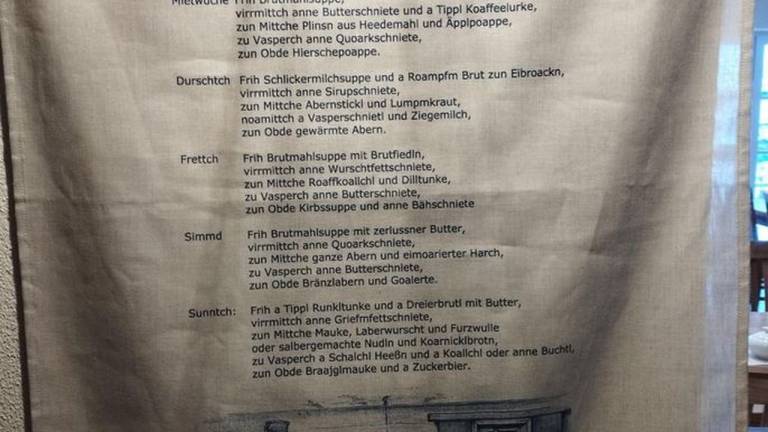 Mietwuche Frih Brutmahlsuppe,
virrmittch anne Butterschniete und a Tippl Koaffeelurke,
zun Mittche Plinsn aus Heedemahl und Äpplpoappe,
zu Vasperch anne Quoarkschniete,
zun Obde Hierschepoappe.
Durschtch Frih Schlickermilchsuppe und a Roampfm Brut zun Eibroackn,
virrmittch anne Sirupschniete,
zun Mittche Abernstickl und Lumpmkraut,
noamittch a Vasperschnietl und Ziegemilch,
zun Obde gewärmte Abern.
Frettch Frih Brutmahlsuppe mit Brutfiedln,
virrmittch anne Wurschtfettschniete,
zun Mittche Roaffkoallchl und Dilltunke,
zu Vasperch anne Butterschniete,
zun Obde Kirbssuppe und anne Bähschniete
Simmd Frih Brutmahlsuppe mit zerlussner Butter,
virrmittch anne Quoarkschniete,
zun Mittche ganze Abern und eimoarierter Harch,
zu Vasperch anne Butterschniete,
zun Obde Bränzlabern und Goalerte.
Sunntch: Frih a Tippl Runkltunke und a Dreierbrutl mit Butter,
virrmittch anne Griefmfettschniete,
zun Mittche Mauke, Laberwurscht und Furzwulle
oder salbergemachte Nudln und Koarnicklbrotn,
zu Vasperch a Schalchl Heeßn und a Koallchl oder anne Buchtl,
zun Obde Braajglmauke und a Zuckerbier.